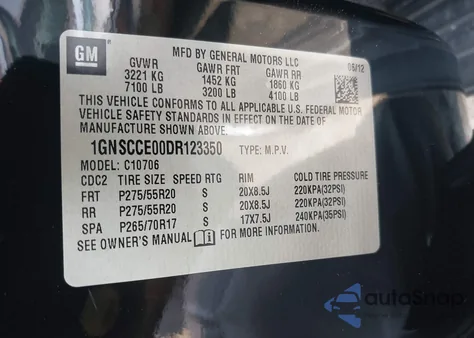 GM
MFD BY GENERAL MOTORS LLC
05/12
GVWR GAWR FRT GAWR RR
3221 KG 1452 KG 1860 KG
7100 LB 3200 LB 4100 LB
THIS VEHICLE CONFORMS TO ALL APPLICABLE U.S. FEDERAL MOTOR
VEHICLE SAFETY STANDARDS IN EFFECT ON THE DATE OF
MANUFACTURE SHOWN ABOVE.
1GNSCCE00DR123350 TYPE: M.P.V.
MODEL: C10706
CDC2 TIRE SIZE SPEED RTG RIM COLD TIRE PRESSURE
FRT P275/55R20 S 20X8.5J 220KPA(32PSI)
RR P275/55R20 S 20X8.5J 220KPA(32PSI)
SPA P265/70R17 S 17X7.5J 240KPA(35PSI)
SEE OWNER'S MANUAL FOR MORE INFORMATION.
autoSnap